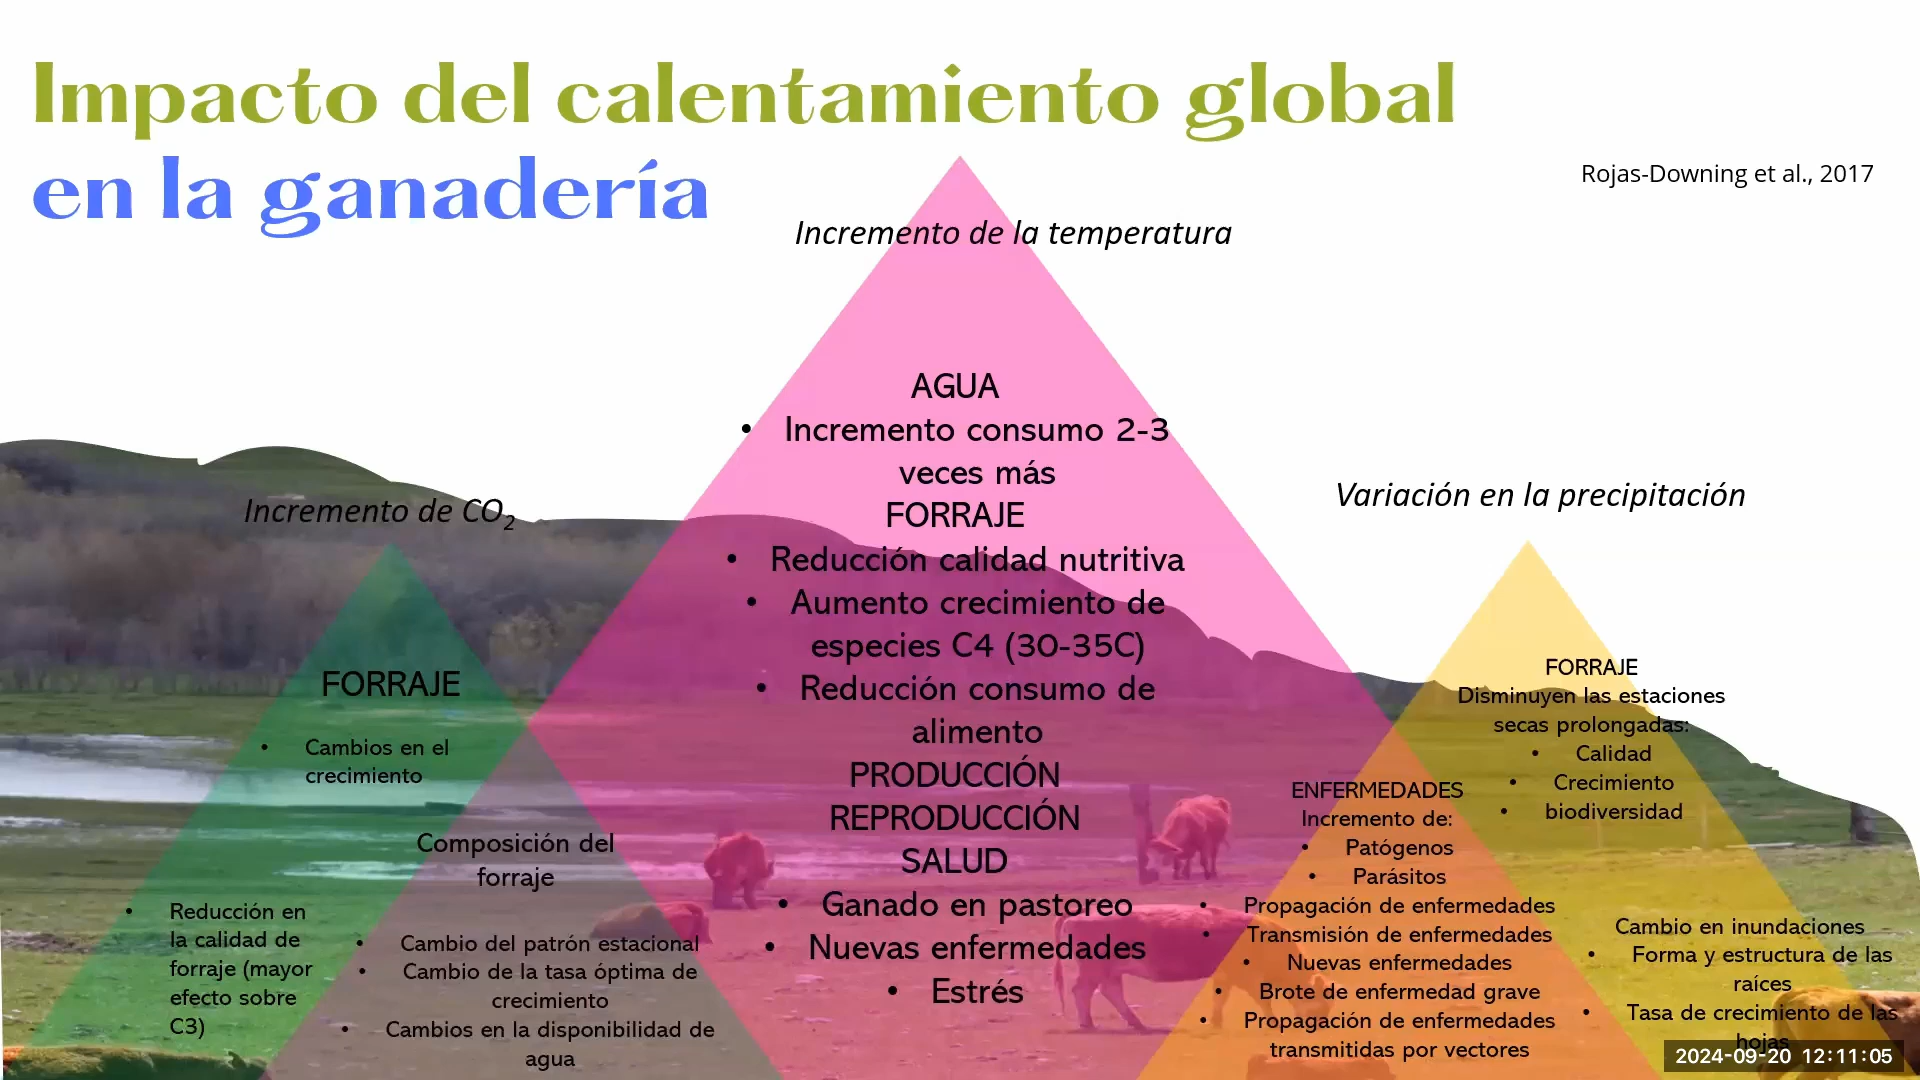 Impacto del calentamiento global
en la ganadería
Rojas-Downing et al., 2017
Incremento de la temperatura
AGUA
• Incremento consumo 2-3
veces más
FORRAJE
• Reducción calidad nutritiva
• Aumento crecimiento de
especies C4 (30-35C)
• Reducción consumo de
alimento
PRODUCCIÓN
REPRODUCCIÓN
SALUD
• Ganado en pastoreo
• Nuevas enfermedades
• Estrés
Incremento de CO₂
FORRAJE
• Cambios en el
crecimiento
• Reducción en
la calidad de
forraje (mayor
efecto sobre
C3)
Composición del
forraje
• Cambio del patrón estacional
• Cambio de la tasa óptima de
crecimiento
• Cambios en la disponibilidad de
agua
Variación en la precipitación
FORRAJE
Disminuyen las estaciones
secas prolongadas:
• Calidad
• Crecimiento
• biodiversidad
ENFERMEDADES
Incremento de:
• Patógenos
• Parásitos
• Propagación de enfermedades
• Transmisión de enfermedades
• Nuevas enfermedades
• Brote de enfermedad grave
• Propagación de enfermedades
transmitidas por vectores
Cambio en inundaciones
• Forma y estructura de las
raíces
• Tasa de crecimiento de las
hojas
2024-09-20 12:11:05